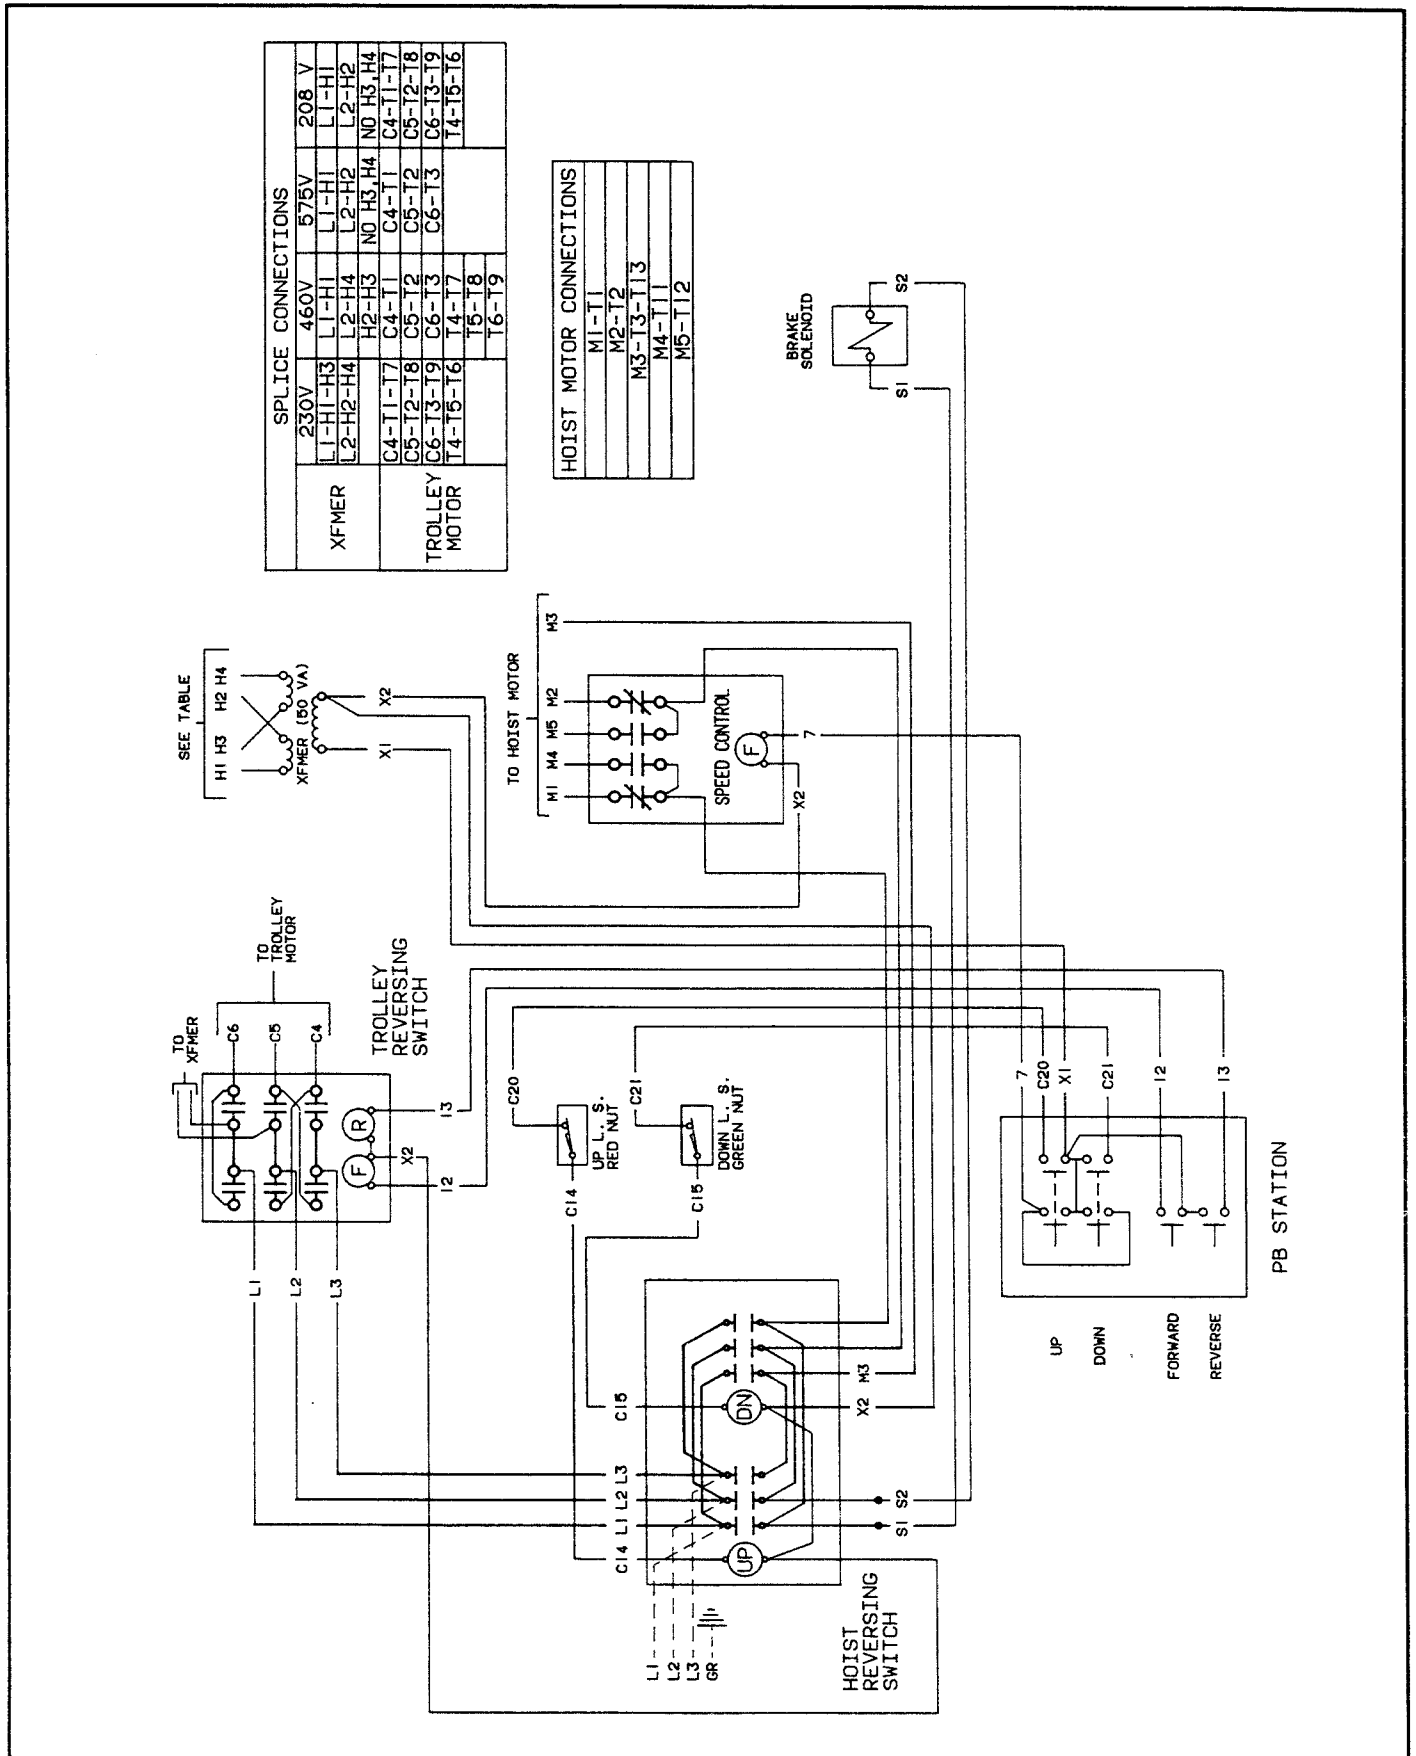 SPLICE CONNECTIONS
230V 460V 575V 208 V
XFMER
L1-H1-H3 L1-H1 L1-H1 L1-H1
L2-H2-H4 L2-H4 L2-H2 L2-H2
H2-H3 NO H3,H4 NO H3,H4
TROLLEY
MOTOR
C4-T1-T7 C4-T1 C4-T1 C4-T1-T7
C5-T2-T8 C5-T2 C5-T2 C5-T2-T8
C6-T3-T9 C6-T3 C6-T3 C6-T3-T9
T4-T5-T6 T4-T7 T4-T5-T6
T5-T8
T6-T9
HOIST MOTOR CONNECTIONS
M1-T1
M2-T2
M3-T3-T13
M4-T11
M5-T12
SEE TABLE
H1 H3 H2 H4
XFMER (50 VA)
X1 X2
TO
XFMER
TO
TROLLEY
MOTOR
C6
C5
C4
TROLLEY
REVERSING
SWITCH
F R
12 X2 13
L1
L2
L3
TO HOIST MOTOR
M1 M4 M5 M2 M3
SPEED CONTROL
F
X2 7
BRAKE
SOLENOID
S1 S2
C14 C20
UP L. S.
RED NUT
C15 C21
DOWN L. S.
GREEN NUT
C14 L1 L2 L3 C15
UP DN
L1
L2
L3
GR
S1 S2 X2 M3
HOIST
REVERSING
SWITCH
7
C20
X1
C21
12
13
UP
DOWN
FORWARD
REVERSE
PB STATION